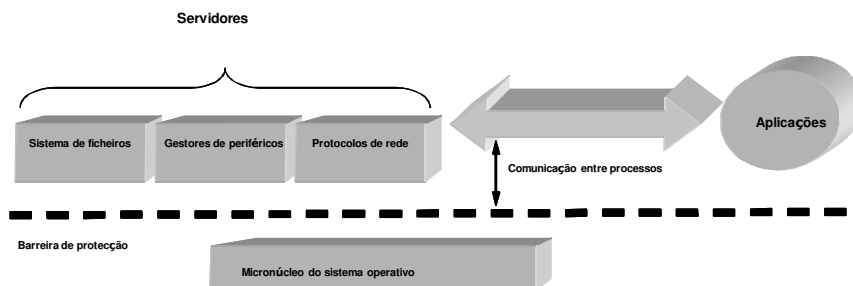 Servidores
Sistema de ficheiros
Gestores de periféricos
Protocolos de rede
Aplicações
Comunicação entre processos
Barreira de protecção
Micronúcleo do sistema operativo